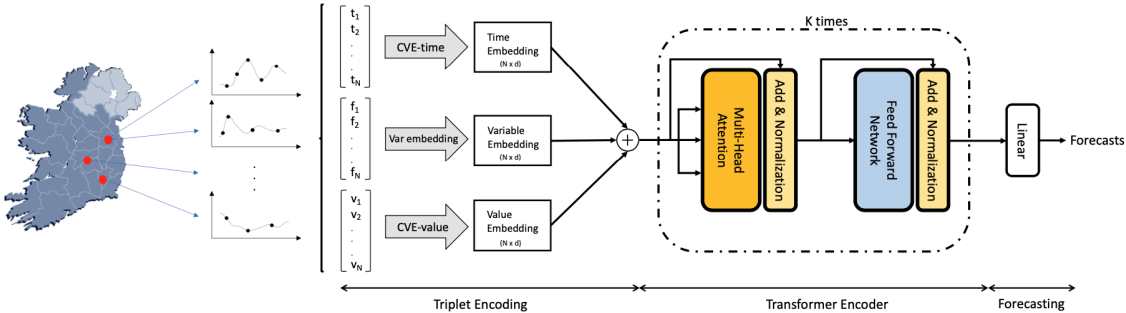 K times
t1
t2
.
.
.
tN
CVE-time
Time
Embedding
(N x d)
f1
f2
.
.
.
fN
Var embedding
Variable
Embedding
(N x d)
v1
v2
.
.
.
vN
CVE-value
Value
Embedding
(N x d)
+
Multi-Head
Attention
Add & Normalization
Feed Forward
Network
Add & Normalization
Linear
Forecasts
Triplet Encoding
Transformer Encoder
Forecasting